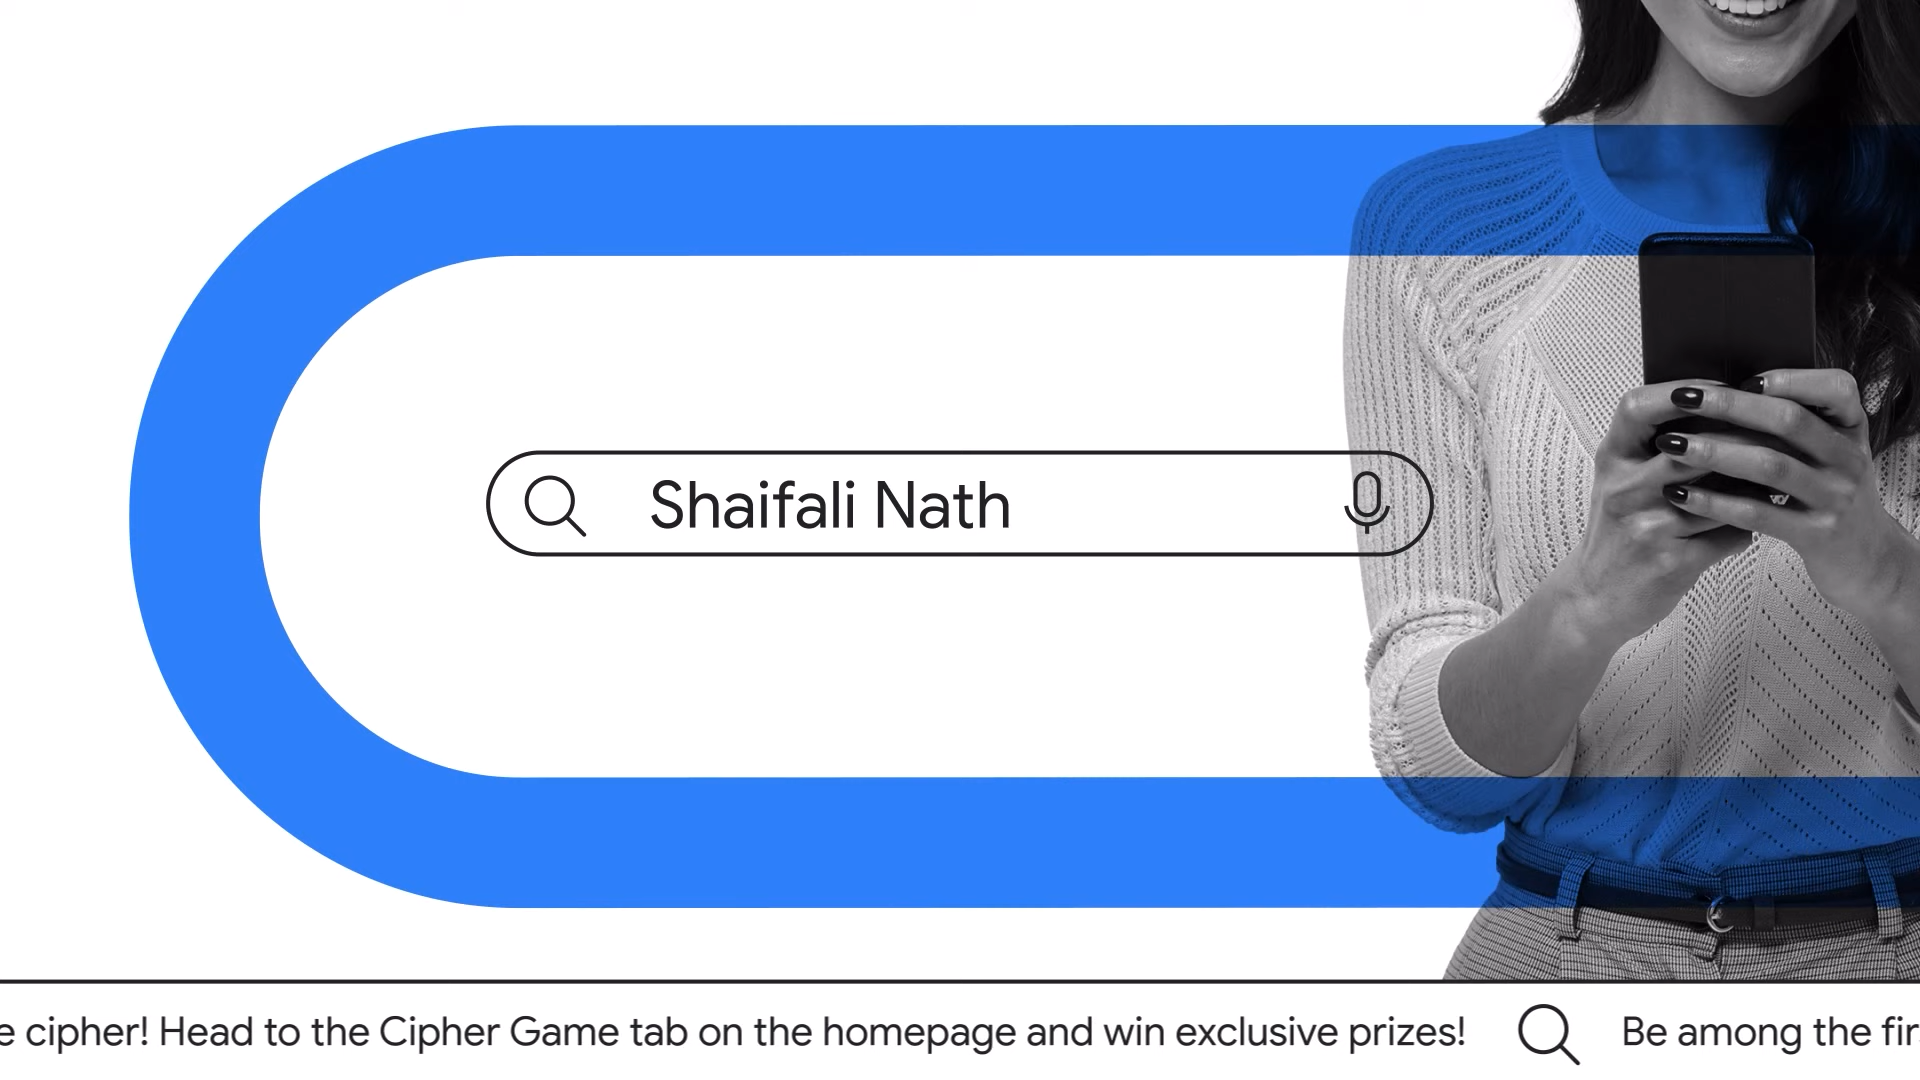 Shaifali Nath
cipher! Head to the Cipher Game tab on the homepage and win exclusive prizes!
Be among the